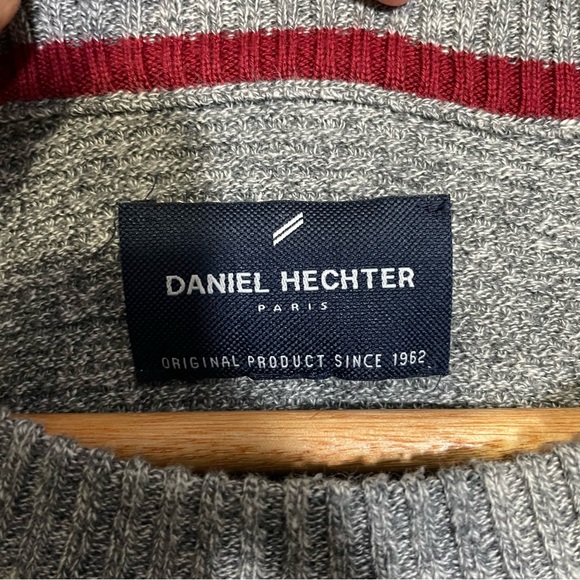 DANIEL HECHTER
PARIS
ORIGINAL PRODUCT SINCE 1962